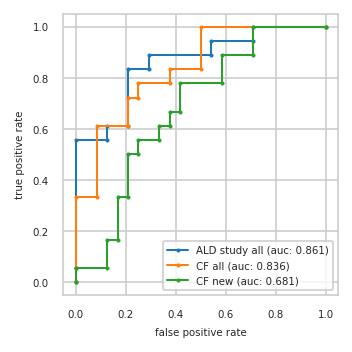 1.0
0.8
0.6
0.4
0.2
0.0
true positive rate
ALD study all (auc: 0.861)
CF all (auc: 0.836)
CF new (auc: 0.681)
0.0 0.2 0.4 0.6 0.8 1.0
false positive rate